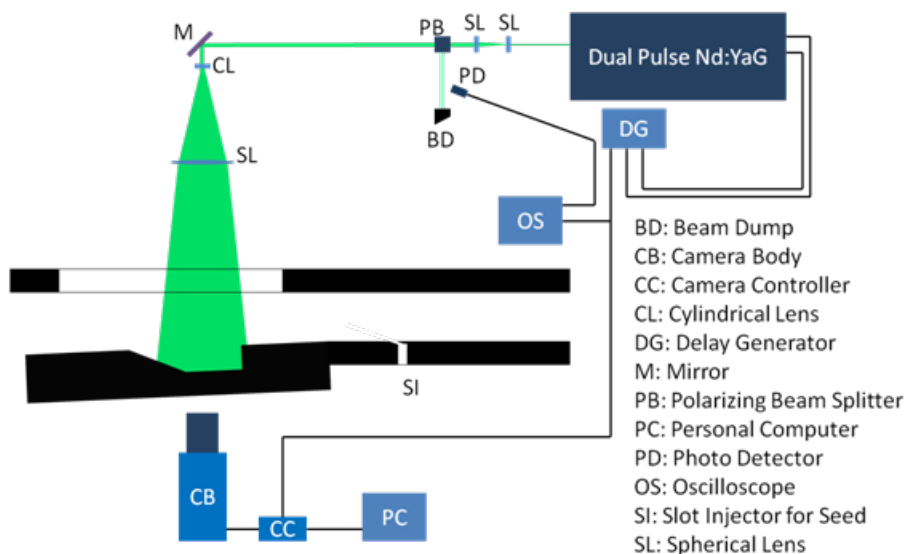 M
CL
SL
PB
SL
SL
PD
BD
Dual Pulse Nd:YaG
DG
OS
SI
CB
CC
PC
BD: Beam Dump
CB: Camera Body
CC: Camera Controller
CL: Cylindrical Lens
DG: Delay Generator
M: Mirror
PB: Polarizing Beam Splitter
PC: Personal Computer
PD: Photo Detector
OS: Oscilloscope
SI: Slot Injector for Seed
SL: Spherical Lens